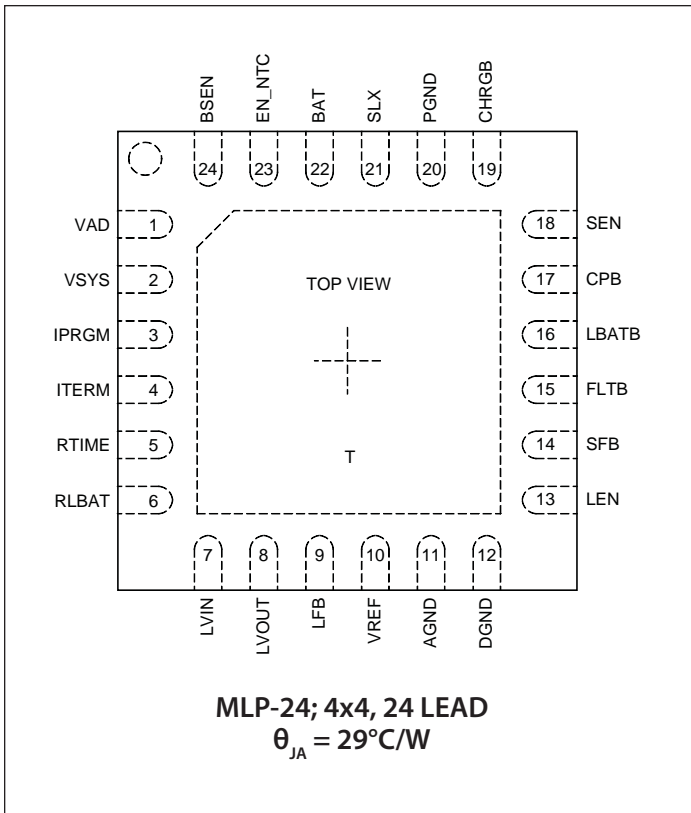 BSEN
EN_NTC
BAT
SLX
PGND
CHRGB
24
23
22
21
20
19
VAD 1
VSYS 2
IPRGM 3
ITERM 4
RTIME 5
RLBAT 6
TOP VIEW
T
18 SEN
17 CPB
16 LBATB
15 FLTB
14 SFB
13 LEN
7
8
9
10
11
12
LVIN
LVOUT
LFB
VREF
AGND
DGND
MLP-24; 4x4, 24 LEAD
θJA = 29°C/W